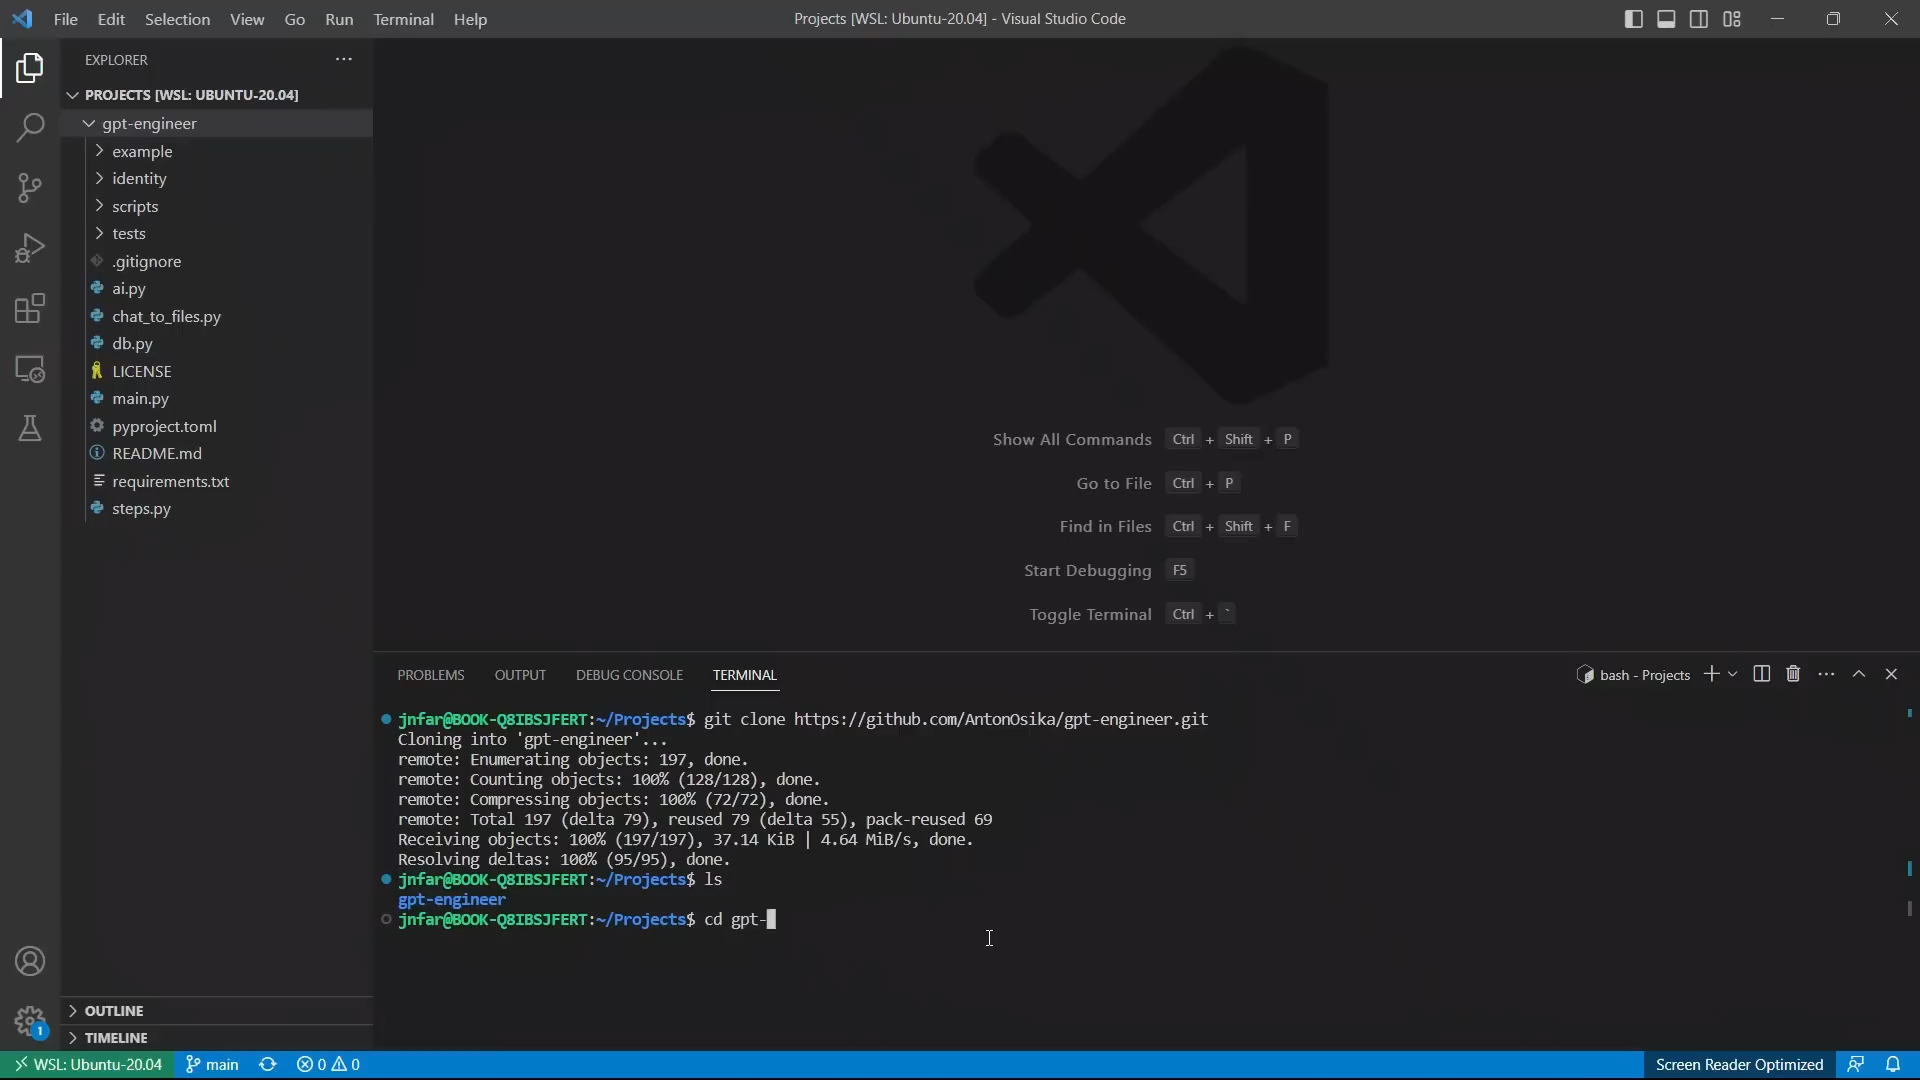 File Edit Selection View Go Run Terminal Help
Projects [WSL: Ubuntu-20.04] - Visual Studio Code
EXPLORER
PROJECTS [WSL: UBUNTU-20.04]
gpt-engineer
example
identity
scripts
tests
.gitignore
ai.py
chat_to_files.py
db.py
LICENSE
main.py
pyproject.toml
README.md
requirements.txt
steps.py
OUTLINE
TIMELINE
Show All Commands Ctrl + Shift + P
Go to File Ctrl + P
Find in Files Ctrl + Shift + F
Start Debugging F5
Toggle Terminal Ctrl + `
PROBLEMS OUTPUT DEBUG CONSOLE TERMINAL
bash - Projects
jnfar@BOOK-Q8IBSJFERT:~/Projects$ git clone https://github.com/AntonOsika/gpt-engineer.git
Cloning into 'gpt-engineer'...
remote: Enumerating objects: 197, done.
remote: Counting objects: 100% (128/128), done.
remote: Compressing objects: 100% (72/72), done.
remote: Total 197 (delta 79), reused 79 (delta 55), pack-reused 69
Receiving objects: 100% (197/197), 37.14 KiB | 4.64 MiB/s, done.
Resolving deltas: 100% (95/95), done.
jnfar@BOOK-Q8IBSJFERT:~/Projects$ ls
gpt-engineer
jnfar@BOOK-Q8IBSJFERT:~/Projects$ cd gpt-
1
WSL: Ubuntu-20.04 main 0 0
Screen Reader Optimized